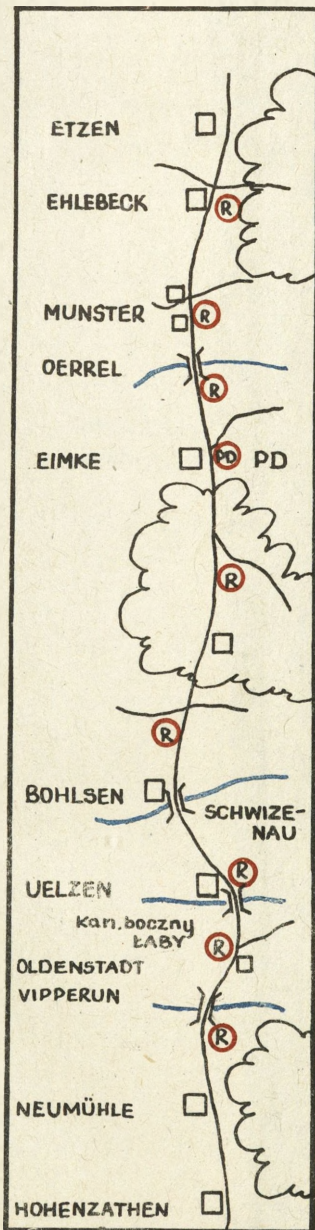 ETZEN
EHLEBECK
R
MUNSTER
R
OERREL
R
EIMKE
PD PD
R
R
BOHLSEN
SCHWIZE-
NAU
UELZEN
R
Kan. boczny
ŁABY
R
OLDENSTADT
VIPPERUN
R
NEUMÜHLE
HOHENZATHEN